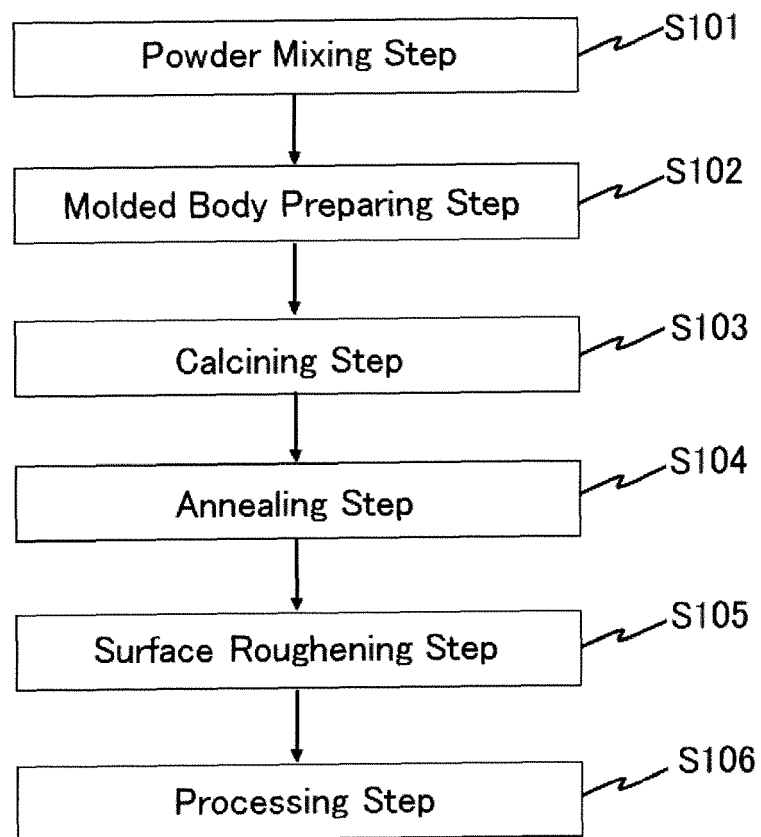 S101
Powder Mixing Step
S102
Molded Body Preparing Step
S103
Calcining Step
S104
Annealing Step
S105
Surface Roughening Step
S106
Processing Step